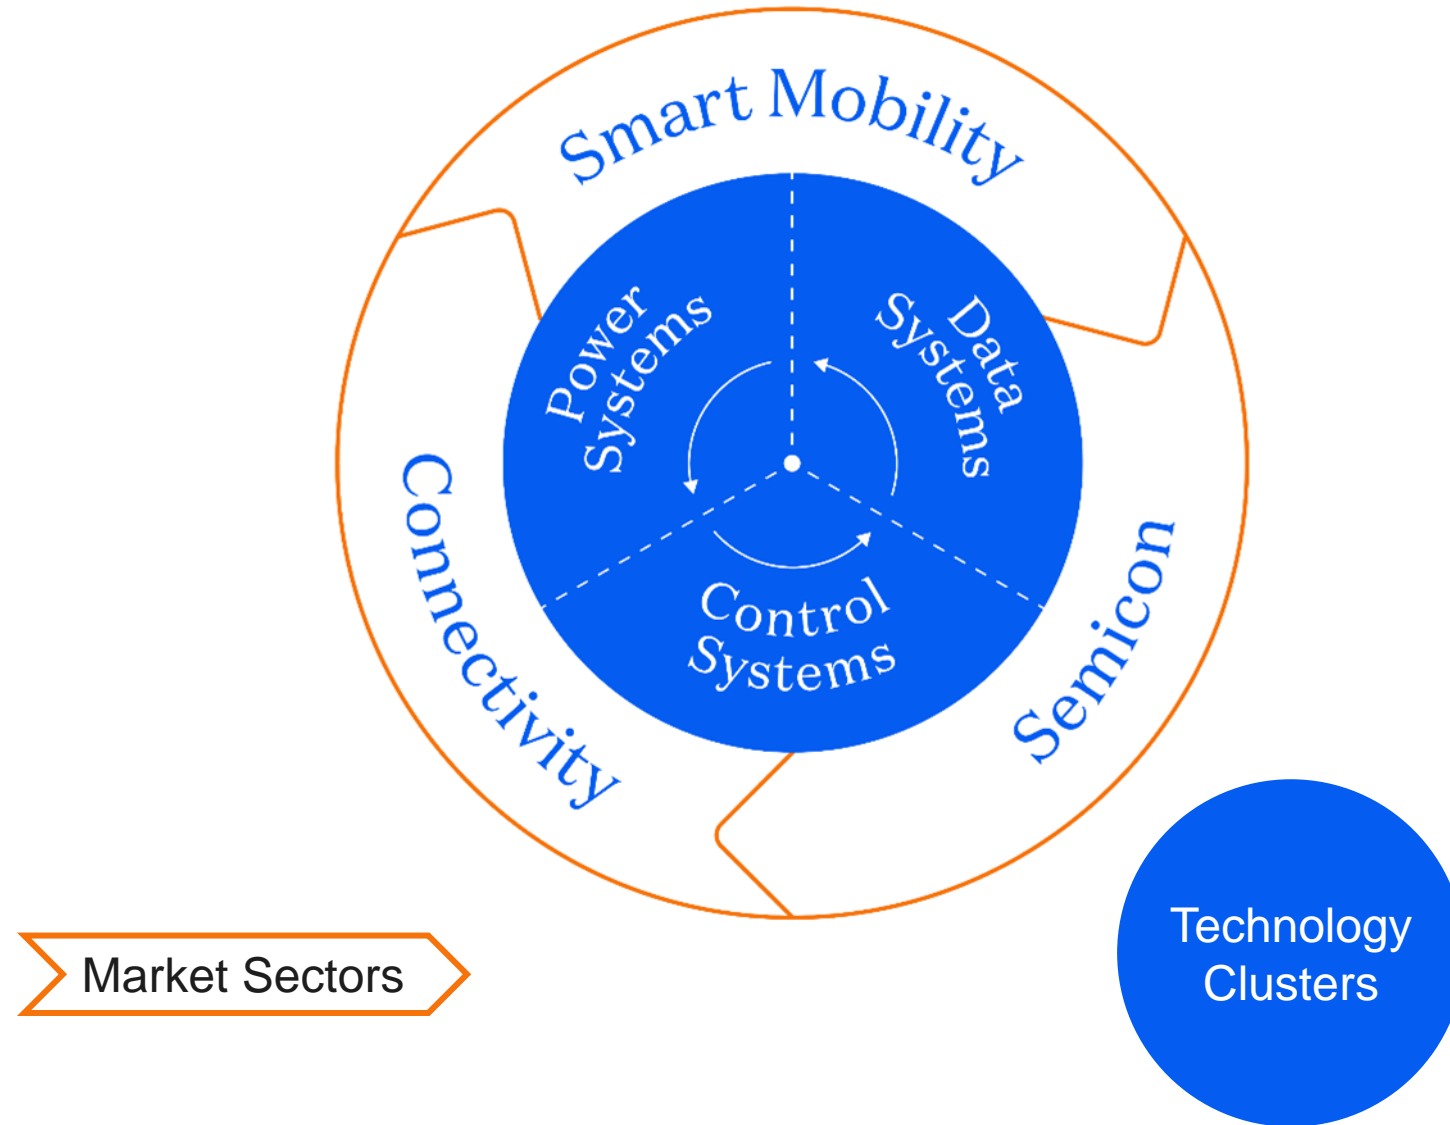 Smart Mobility
Power
Systems
Data
Systems
Control
Systems
Connectivity
Semicon
Market Sectors
Technology
Clusters